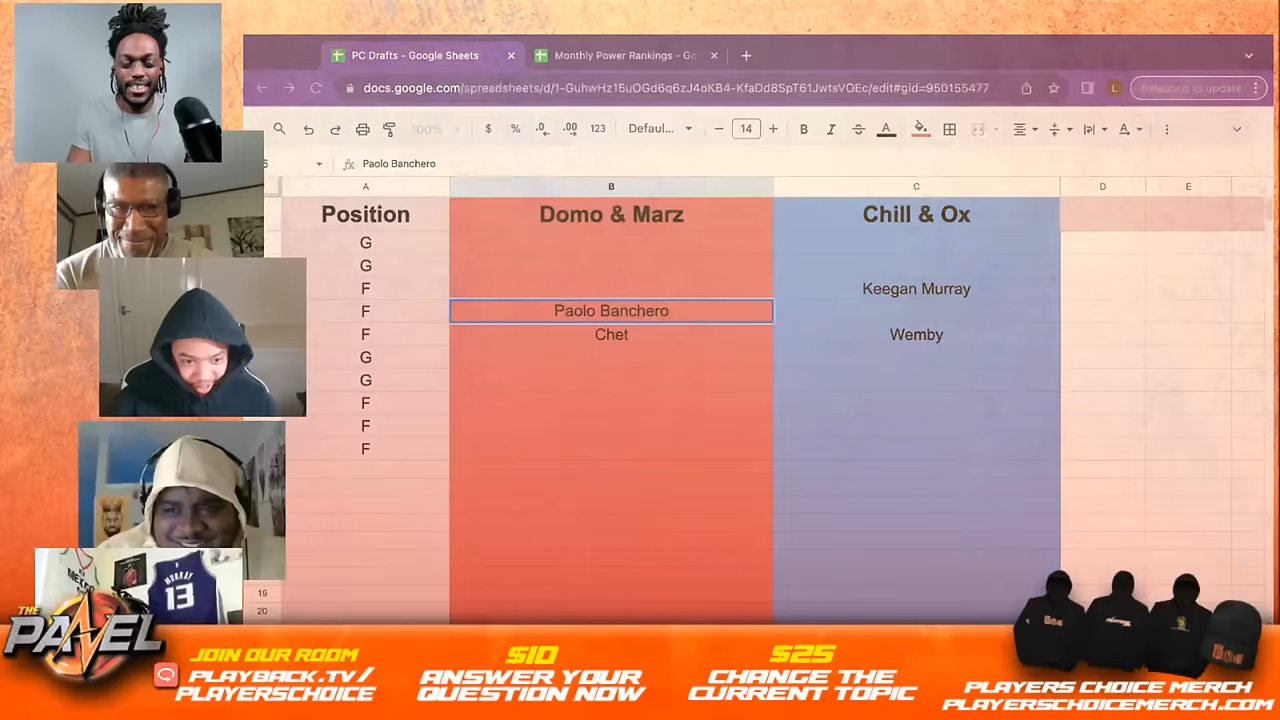 PC Drafts - Google Sheets
Monthly Power Rankings - Go
docs.google.com/spreadsheets/d/1-GuhwHz15uOGd6q6zJ4oKB4-KfaDd8SpT61JwtsVOEc/edit#gid=950155477
L
Relaunch to update
100%
$ % .0 .00 123
Defaul...
14
B I A A
Paolo Banchero
A B C D E
Position Domo & Marz Chill & Ox
G
G
F Keegan Murray
F Paolo Banchero
F Chet Wemby
G
G
F
F
F
19
20
MURRAY
13
THE
PANEL
JOIN OUR ROOM
PLAYBACK.TV/
PLAYERSCHOICE
$10
ANSWER YOUR
QUESTION NOW
$25
CHANGE THE
CURRENT TOPIC
PLAYERS CHOICE MERCH
PLAYERSCHOICEMERCH.COM